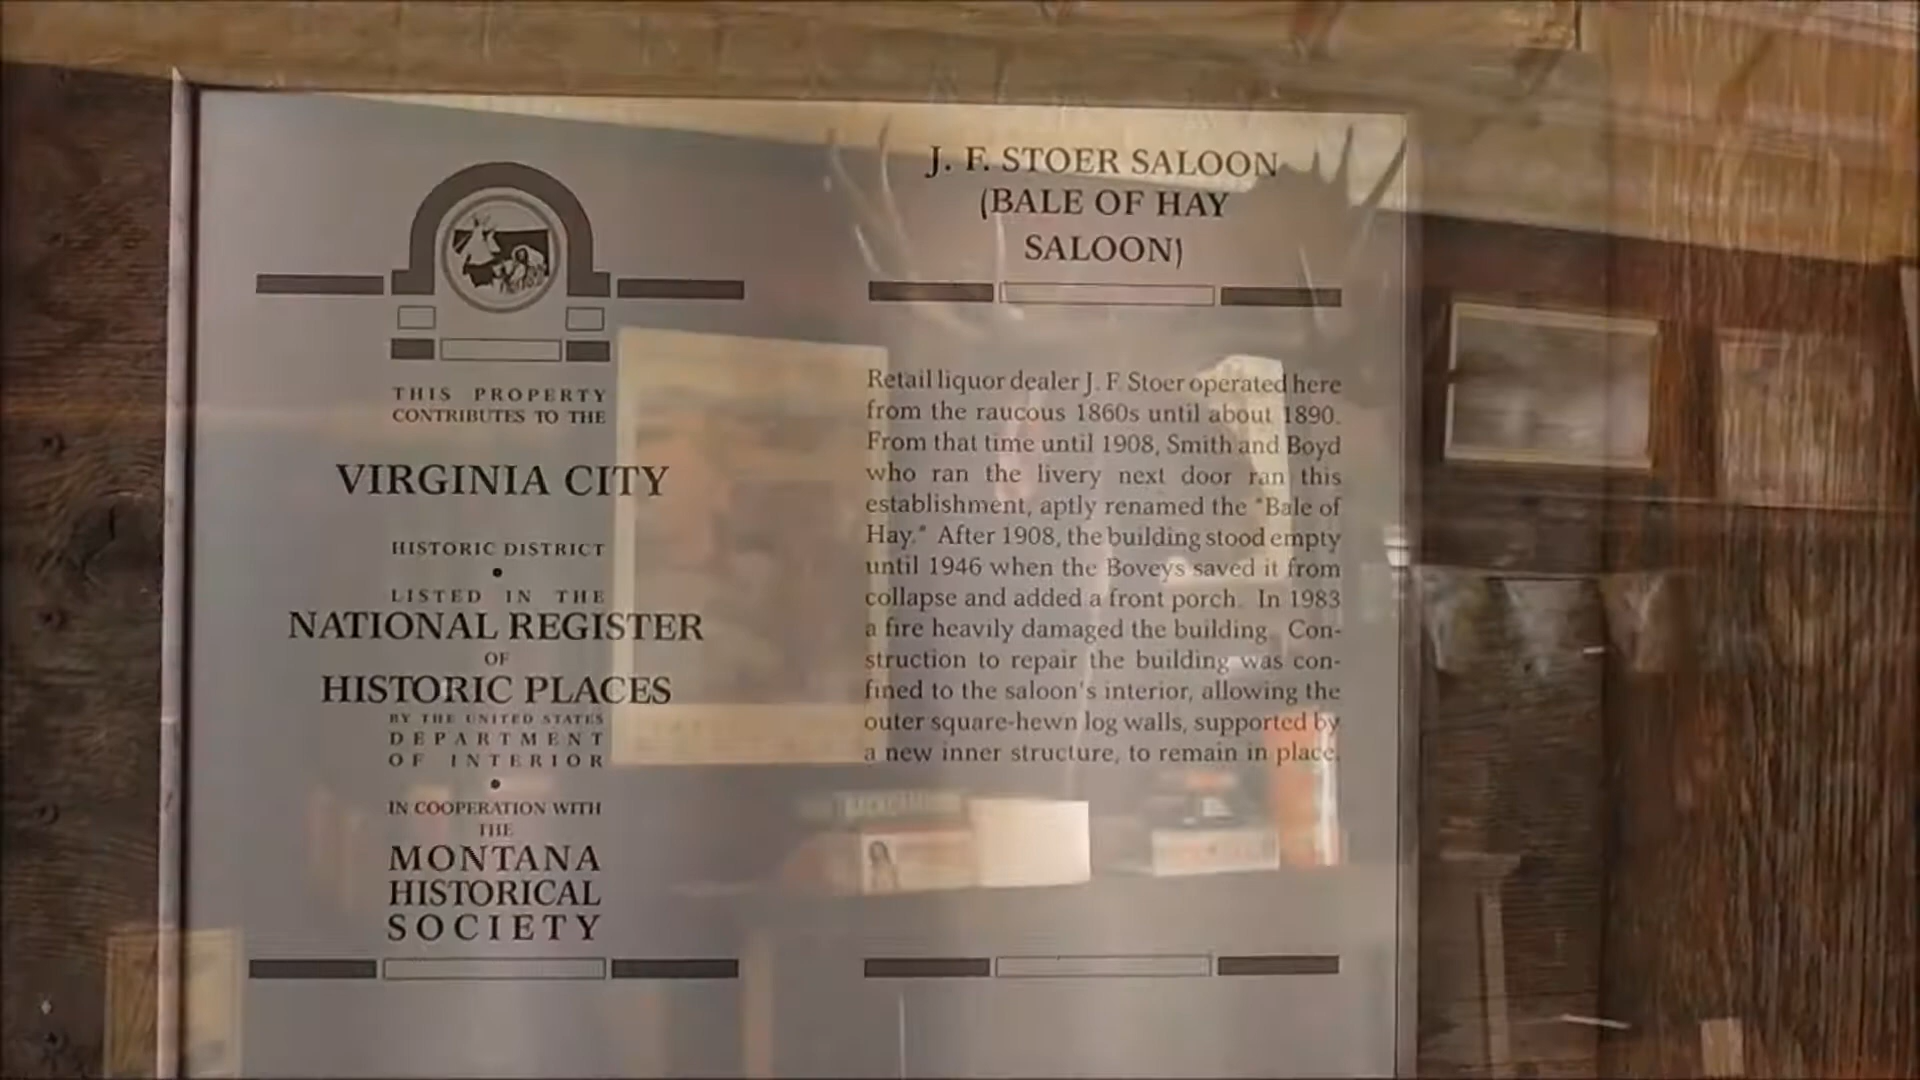 THIS PROPERTY
CONTRIBUTES TO THE
VIRGINIA CITY
HISTORIC DISTRICT
LISTED IN THE
NATIONAL REGISTER
OF
HISTORIC PLACES
BY THE UNITED STATES
DEPARTMENT
OF INTERIOR
IN COOPERATION WITH
THE
MONTANA
HISTORICAL
SOCIETY
J. F. STOER SALOON
(BALE OF HAY
SALOON)
Retail liquor dealer J. F. Stoer operated here
from the raucous 1860s until about 1890.
From that time until 1908, Smith and Boyd
who ran the livery next door ran this
establishment, aptly renamed the "Bale of
Hay." After 1908, the building stood empty
until 1946 when the Boveys saved it from
collapse and added a front porch. In 1983
a fire heavily damaged the building. Con-
struction to repair the building was con-
fined to the saloon's interior, allowing the
outer square-hewn log walls, supported by
a new inner structure, to remain in place.